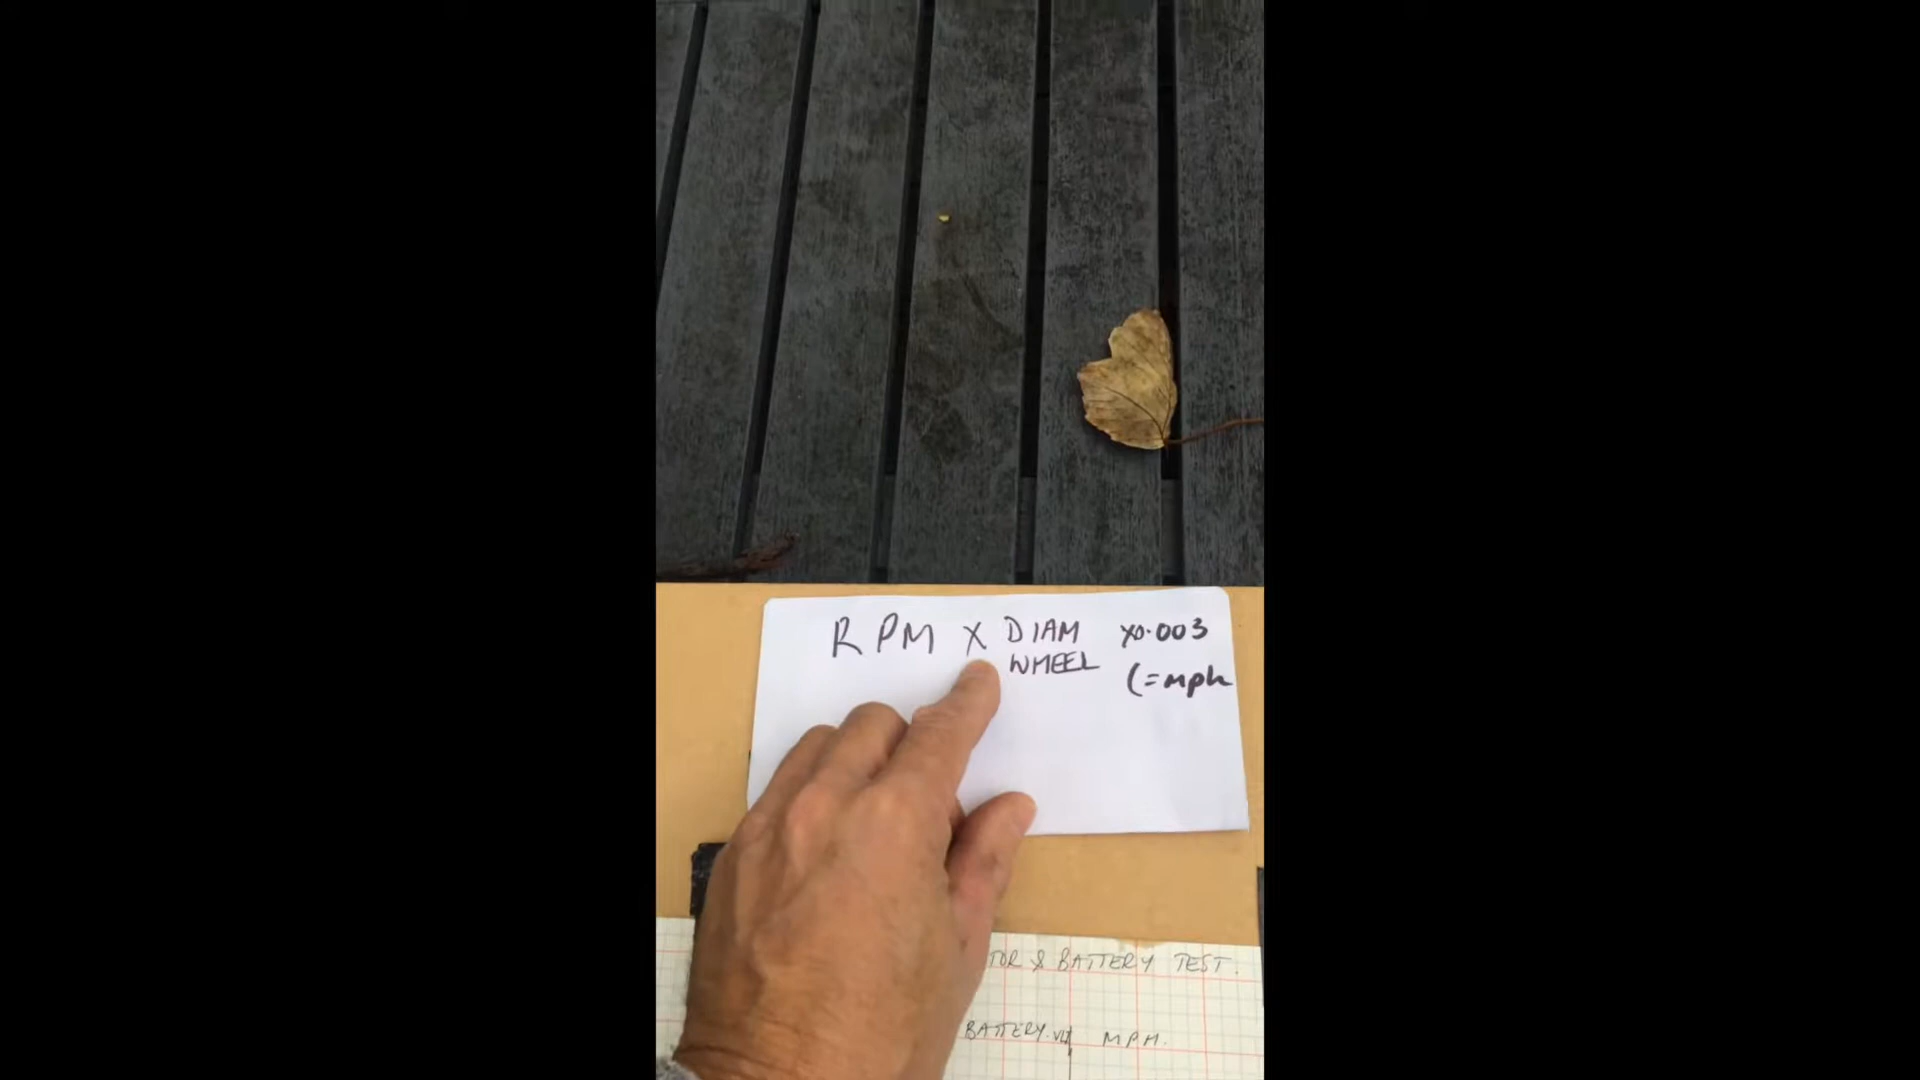 RPM X DIAM WHEEL X0.003
(=mph
TOR & BATTERY TEST.
BATTERY. MPH.